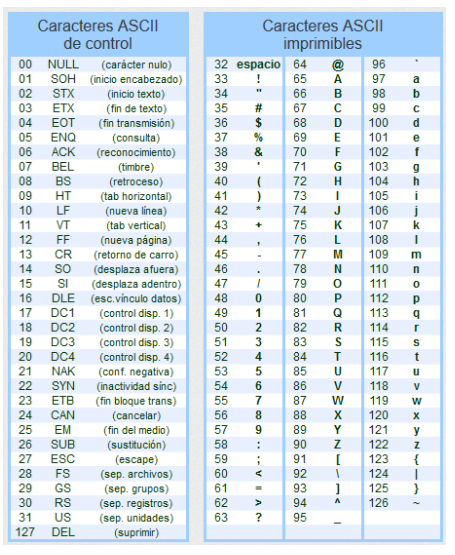 Caracteres ASCII
de control
00 NULL (carácter nulo)
01 SOH (inicio encabezado)
02 STX (inicio texto)
03 ETX (fin de texto)
04 EOT (fin transmisión)
05 ENQ (consulta)
06 ACK (reconocimiento)
07 BEL (timbre)
08 BS (retroceso)
09 HT (tab horizontal)
10 LF (nueva línea)
11 VT (tab vertical)
12 FF (nueva página)
13 CR (retorno de carro)
14 SO (desplaza afuera)
15 SI (desplaza adentro)
16 DLE (esc.vínculo datos)
17 DC1 (control disp. 1)
18 DC2 (control disp. 2)
19 DC3 (control disp. 3)
20 DC4 (control disp. 4)
21 NAK (conf. negativa)
22 SYN (inactividad sínc)
23 ETB (fin bloque trans)
24 CAN (cancelar)
25 EM (fin del medio)
26 SUB (sustitución)
27 ESC (escape)
28 FS (sep. archivos)
29 GS (sep. grupos)
30 RS (sep. registros)
31 US (sep. unidades)
127 DEL (suprimir)
Caracteres ASCII
imprimibles
32 espacio 64 @ 96 `
33 ! 65 A 97 a
34 " 66 B 98 b
35 # 67 C 99 c
36 $ 68 D 100 d
37 % 69 E 101 e
38 & 70 F 102 f
39 ' 71 G 103 g
40 ( 72 H 104 h
41 ) 73 I 105 i
42 * 74 J 106 j
43 + 75 K 107 k
44 , 76 L 108 l
45 - 77 M 109 m
46 . 78 N 110 n
47 / 79 O 111 o
48 0 80 P 112 p
49 1 81 Q 113 q
50 2 82 R 114 r
51 3 83 S 115 s
52 4 84 T 116 t
53 5 85 U 117 u
54 6 86 V 118 v
55 7 87 W 119 w
56 8 88 X 120 x
57 9 89 Y 121 y
58 : 90 Z 122 z
59 ; 91 [ 123 {
60 < 92 \ 124 |
61 = 93 ] 125 }
62 > 94 ^ 126 ~
63 ? 95 _